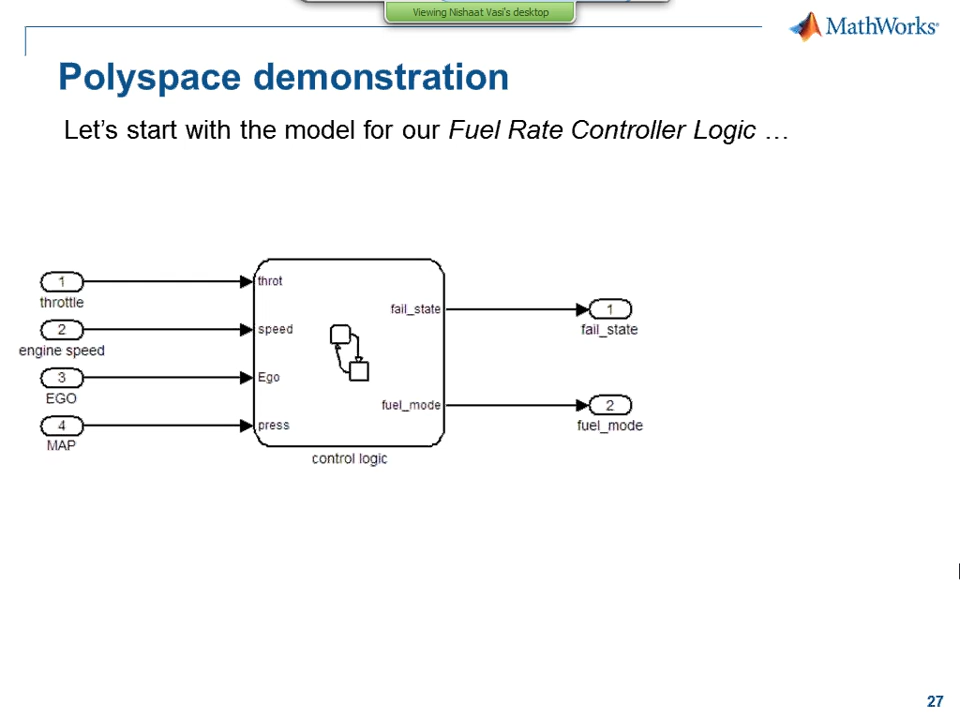 Viewing Nishaat Vasi's desktop
MathWorks®
Polyspace demonstration
Let's start with the model for our Fuel Rate Controller Logic …
1
throttle
2
engine speed
3
EGO
4
MAP
throt
speed
Ego
press
fail_state
fuel_mode
control logic
1
fail_state
2
fuel_mode
27